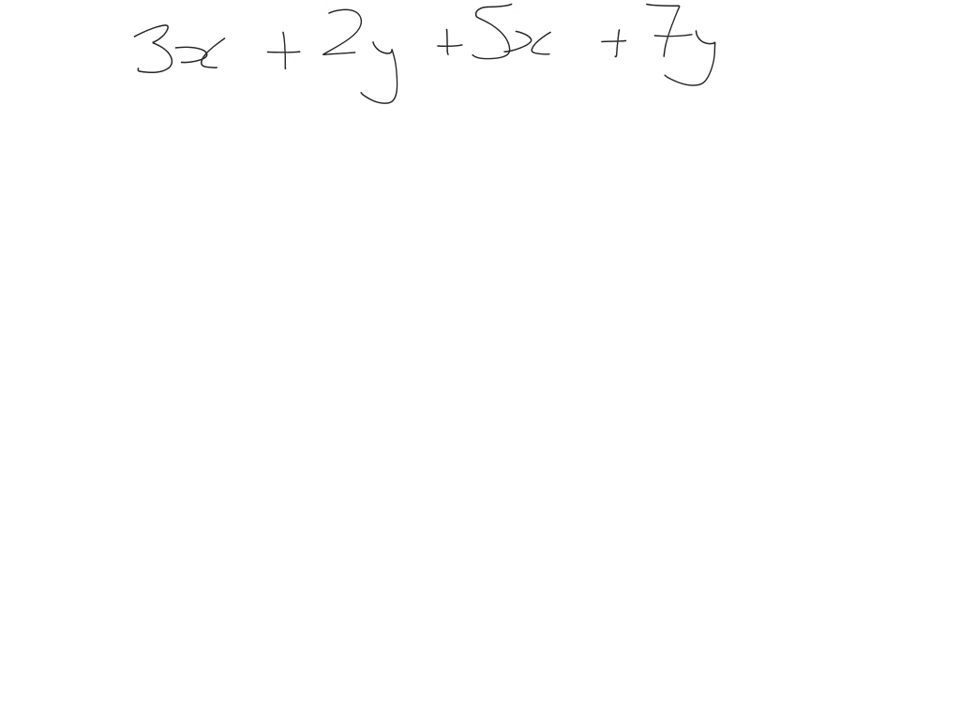 3x + 2y + 5x + 7y